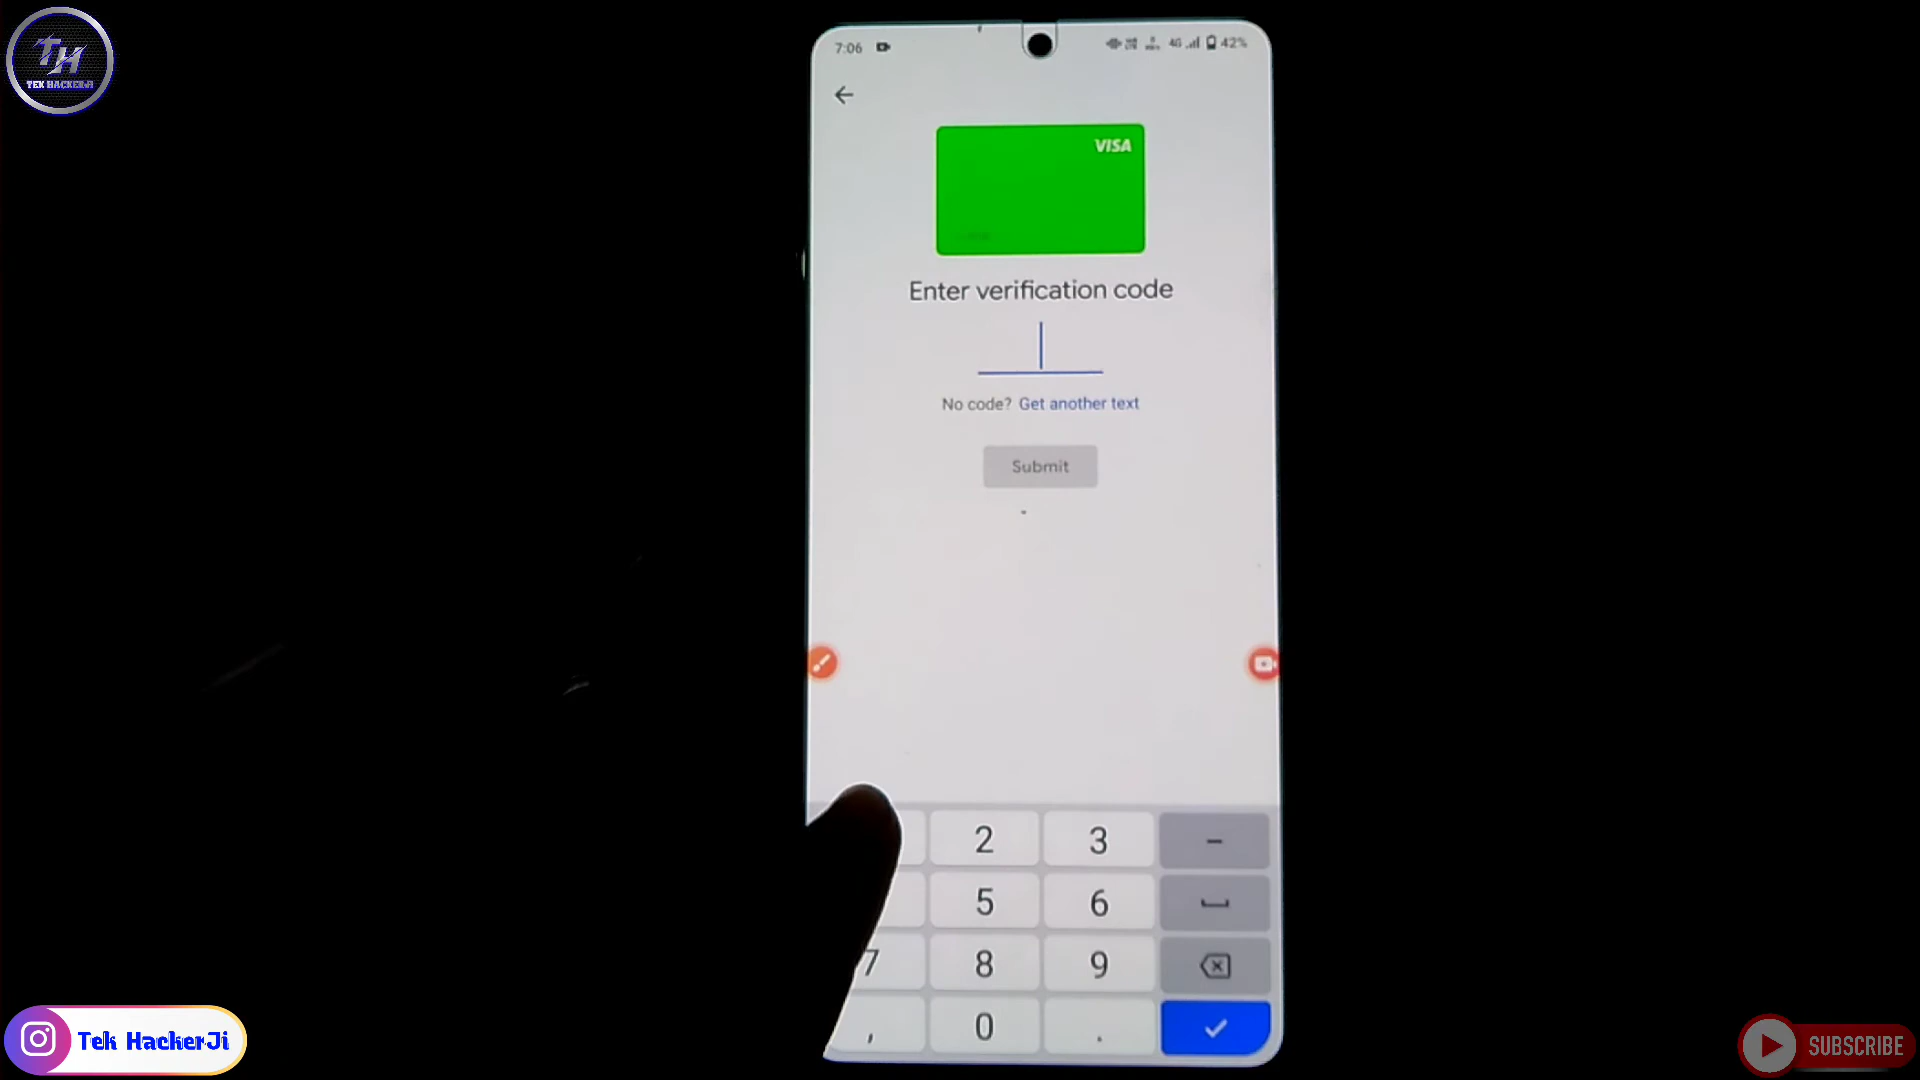 TH
TEK HACKERJI
7:06
4G
42%
VISA
Enter verification code
No code? Get another text
Submit
2 3 -
5 6
7 8 9
, 0 .
Tek HackerJi
SUBSCRIBE